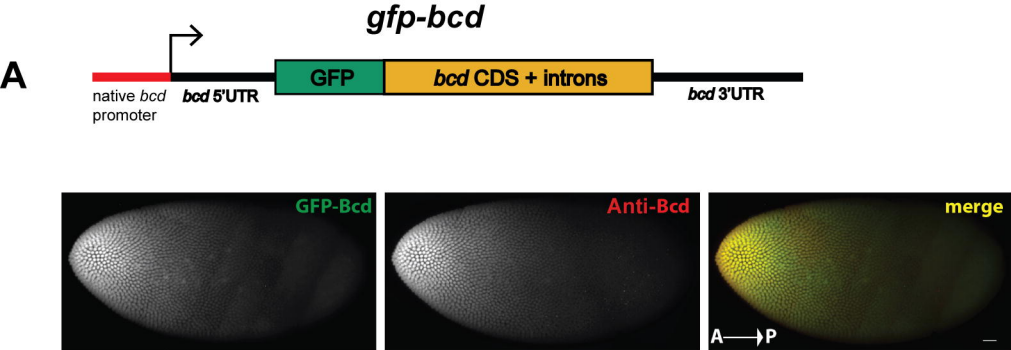 gfp-bcd
A
GFP
bcd CDS + introns
native bcd
promoter
bcd 5'UTR
bcd 3'UTR
GFP-Bcd
Anti-Bcd
merge
A
P